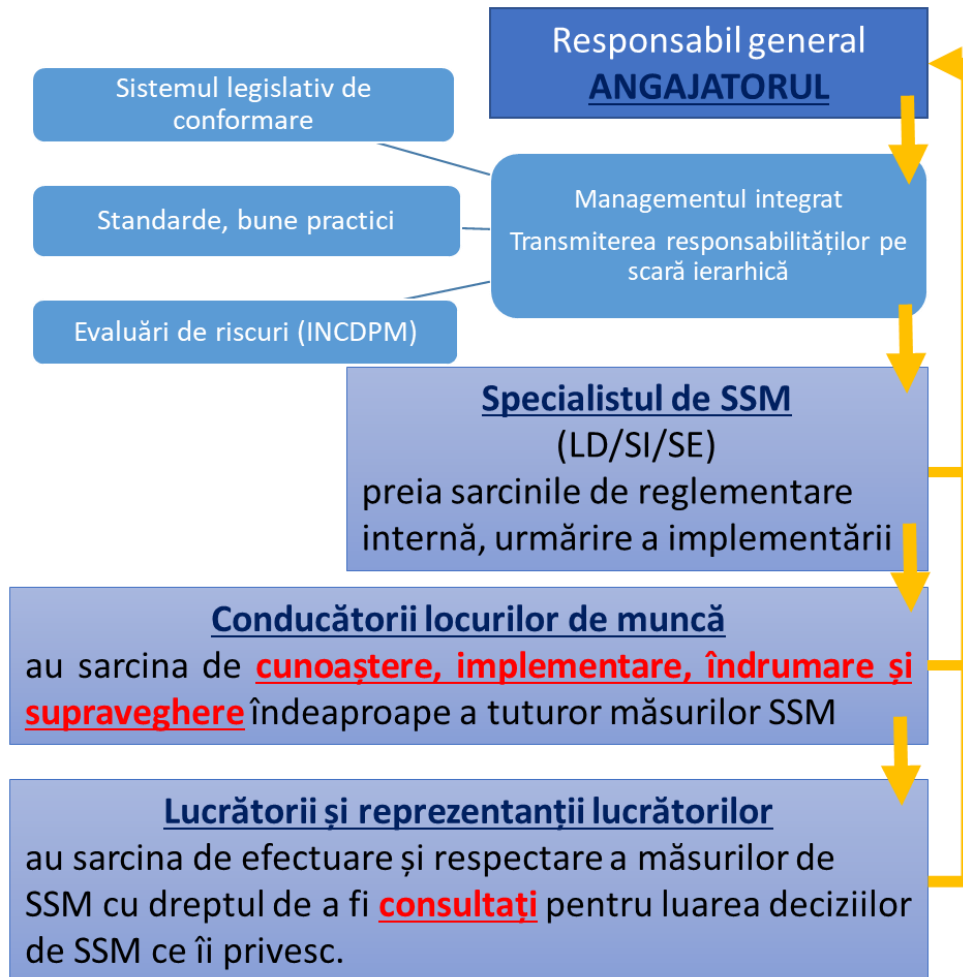 Responsabil general
ANGAJATORUL
Sistemul legislativ de
conformare
Standarde, bune practici
Evaluări de riscuri (INCDPM)
Managementul integrat
Transmiterea responsabilităților pe
scară ierarhică
Specialistul de SSM
(LD/SI/SE)
preia sarcinile de reglementare
internă, urmărire a implementării
Conducătorii locurilor de muncă
au sarcina de cunoaștere, implementare, îndrumare și
supraveghere îndeaproape a tuturor măsurilor SSM
Lucrătorii și reprezentanții lucrătorilor
au sarcina de efectuare și respectare a măsurilor de
SSM cu dreptul de a fi consultați pentru luarea deciziilor
de SSM ce îi privesc.